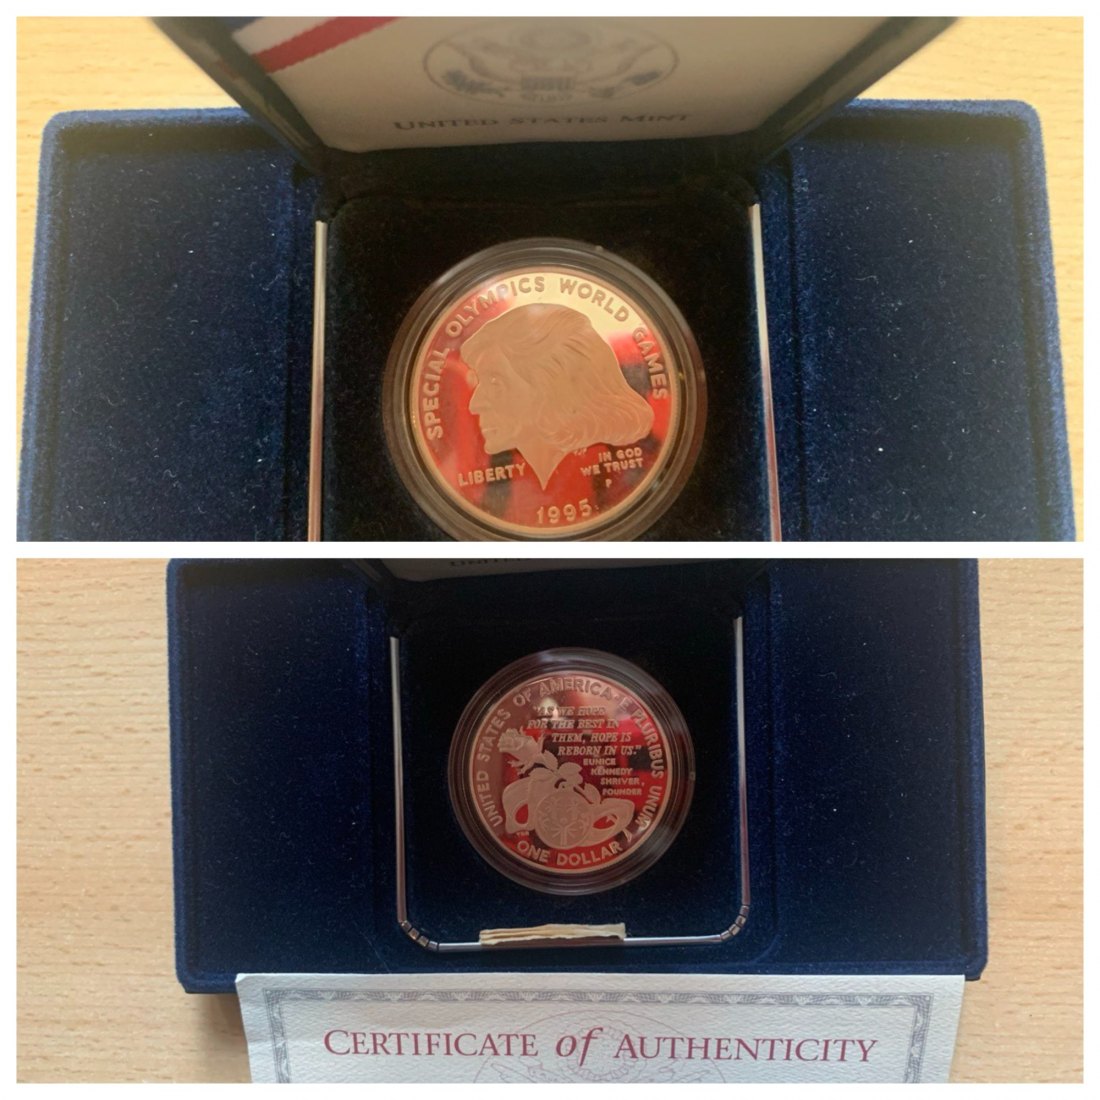 UNITED STATES MINT
SPECIAL OLYMPICS WORLD GAMES
LIBERTY
IN GOD
WE TRUST
P
1995
UNITED STATES OF AMERICA · E PLURIBUS UNUM
"AS WE HOPE
FOR THE BEST IN
THEM, HOPE IS
REBORN IN US."
EUNICE
KENNEDY
SHRIVER,
FOUNDER
ONE DOLLAR
CERTIFICATE of AUTHENTICITY